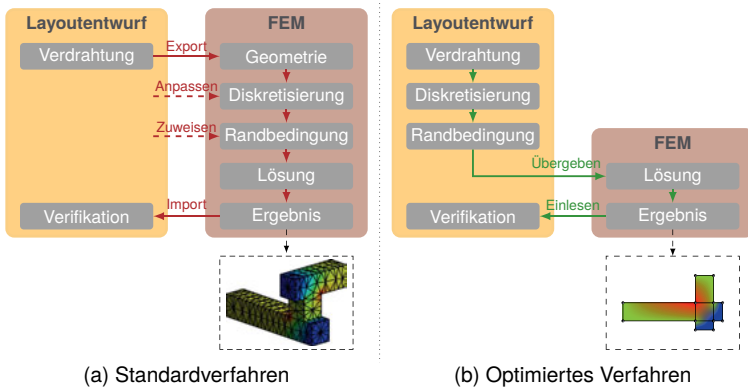 Layoutentwurf
FEM
Verdrahtung
Export
Geometrie
Anpassen
Diskretisierung
Zuweisen
Randbedingung
Lösung
Verifikation
Import
Ergebnis
(a) Standardverfahren
Layoutentwurf
Verdrahtung
Diskretisierung
Randbedingung
FEM
Übergeben
Lösung
Verifikation
Einlesen
Ergebnis
(b) Optimiertes Verfahren